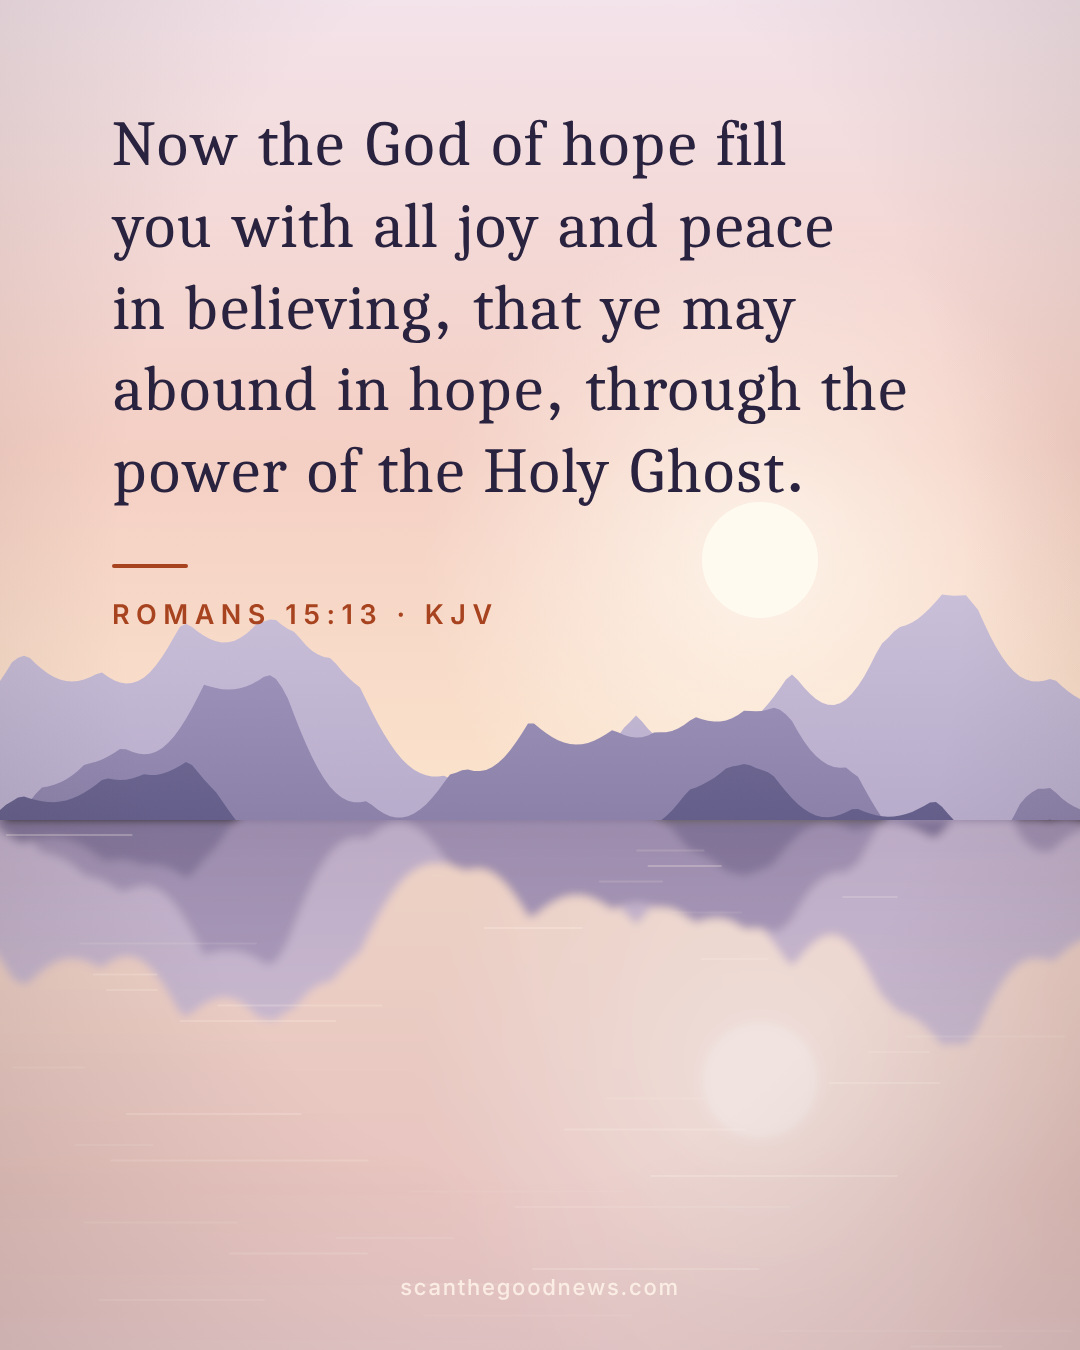 Now the God of hope fill
you with all joy and peace
in believing, that ye may
abound in hope, through the
power of the Holy Ghost.
ROMANS 15:13 · KJV
scanthegoodnews.com